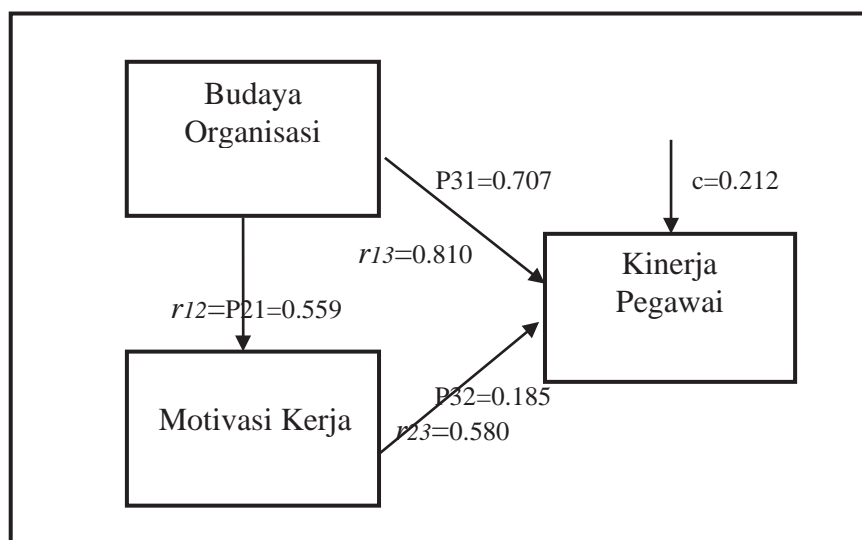 Budaya
Organisasi
P31=0.707
c=0.212
r13=0.810
Kinerja
Pegawai
r12=P21=0.559
P32=0.185
Motivasi Kerja
r23=0.580